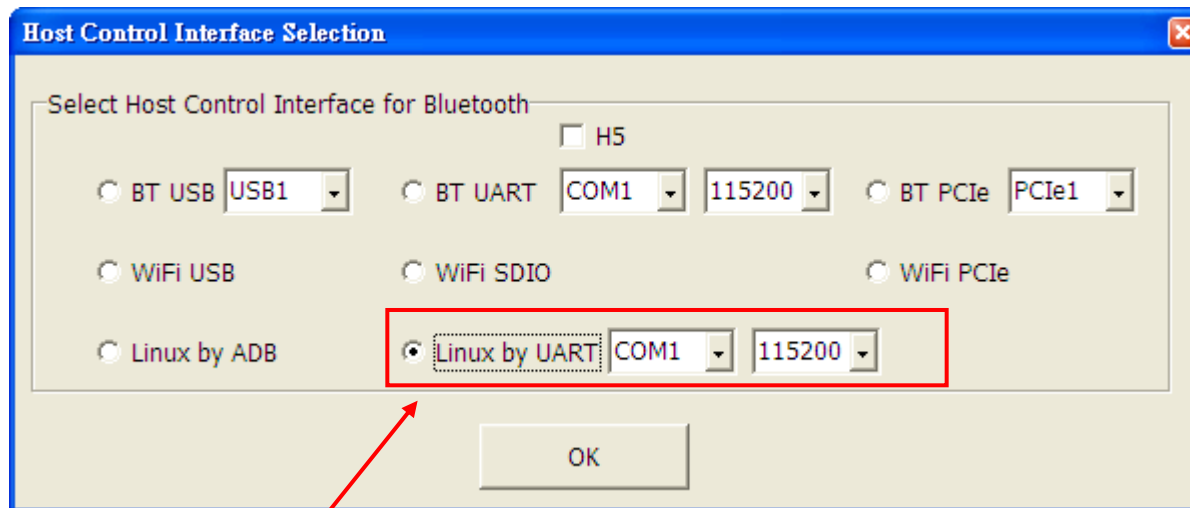 Host Control Interface Selection
Select Host Control Interface for Bluetooth
H5
BT USB USB1 BT UART COM1 115200 BT PCIe PCIe1
WiFi USB WiFi SDIO WiFi PCIe
Linux by ADB Linux by UART COM1 115200
OK